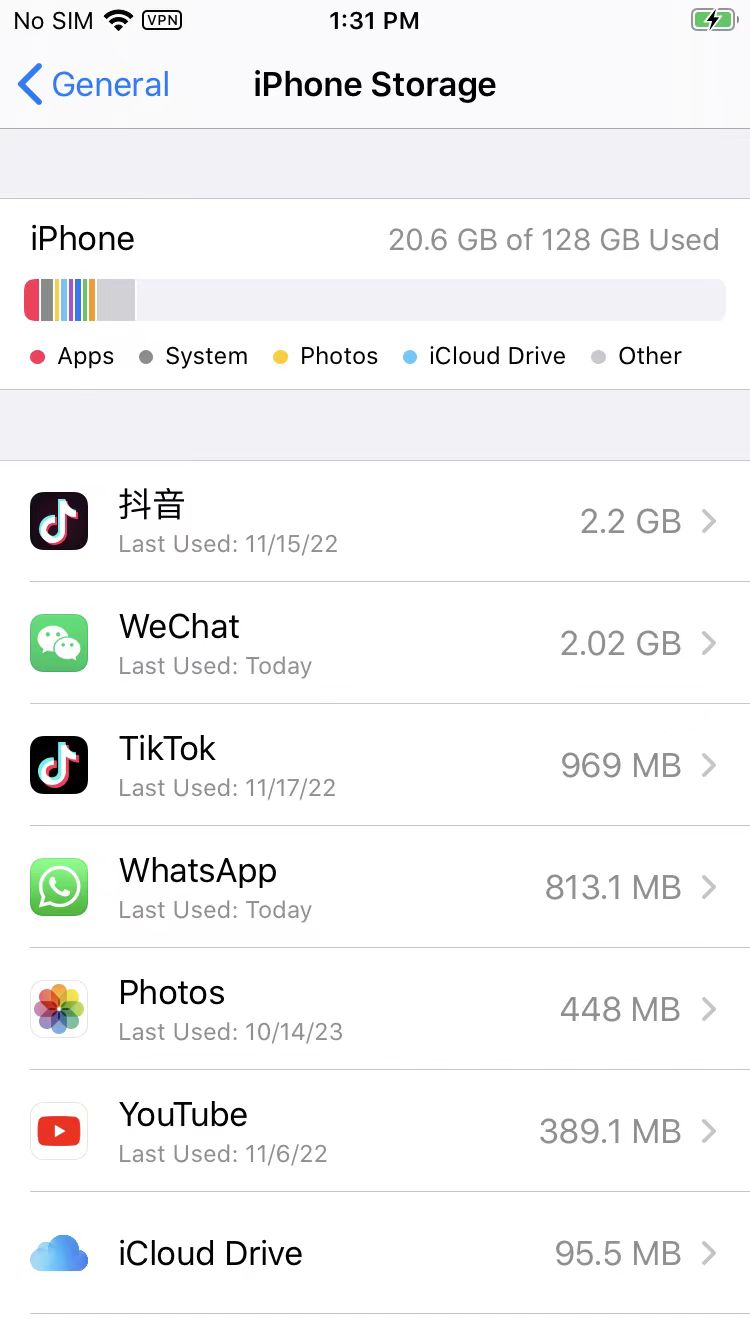 No SIM VPN 1:31 PM
General iPhone Storage
iPhone 20.6 GB of 128 GB Used
Apps System Photos iCloud Drive Other
抖音
2.2 GB
Last Used: 11/15/22
WeChat
2.02 GB
Last Used: Today
TikTok
969 MB
Last Used: 11/17/22
WhatsApp
813.1 MB
Last Used: Today
Photos
448 MB
Last Used: 10/14/23
YouTube
389.1 MB
Last Used: 11/6/22
iCloud Drive 95.5 MB